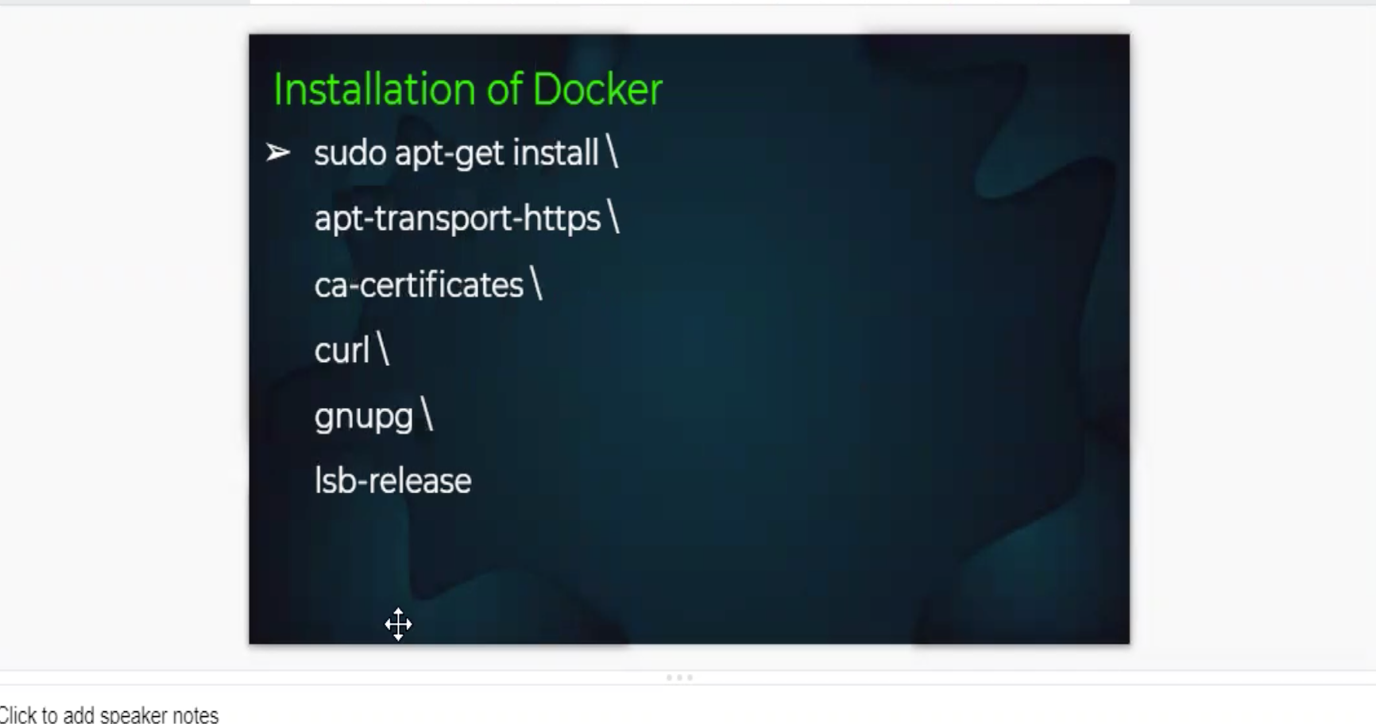 Installation of Docker
➢ sudo apt-get install \
apt-transport-https \
ca-certificates \
curl \
gnupg \
lsb-release
Click to add speaker notes